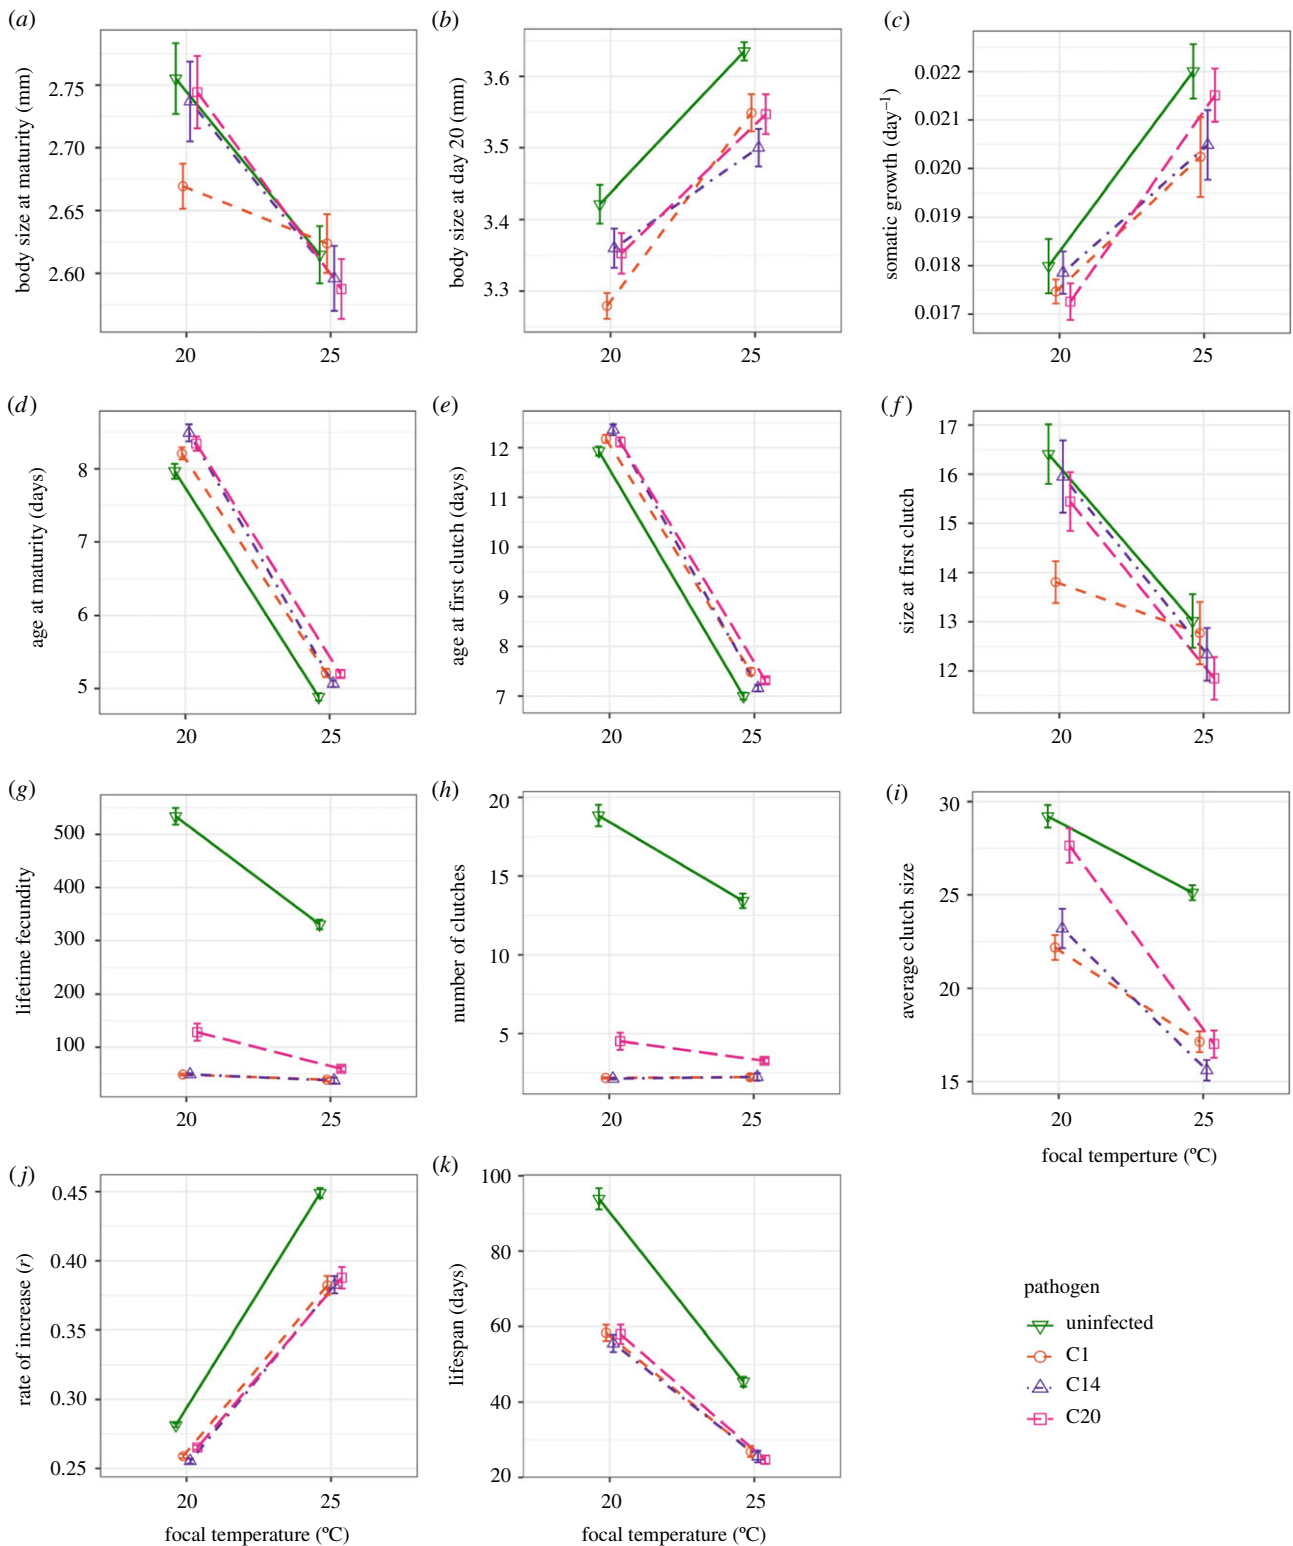 (a)
body size at maturity (mm)
2.75
2.70
2.65
2.60
20 25
(b)
body size at day 20 (mm)
3.6
3.5
3.4
3.3
20 25
(c)
somatic growth (day−1)
0.022
0.021
0.020
0.019
0.018
0.017
20 25
(d)
age at maturity (days)
8
7
6
5
20 25
(e)
age at first clutch (days)
12
11
10
9
8
7
20 25
(f)
size at first clutch
17
16
15
14
13
12
20 25
(g)
lifetime fecundity
500
400
300
200
100
20 25
(h)
number of clutches
20
15
10
5
20 25
(i)
average clutch size
30
25
20
15
20 25
focal temperture (ºC)
(j)
rate of increase (r)
0.45
0.40
0.35
0.30
0.25
20 25
focal temperature (ºC)
(k)
lifespan (days)
100
80
60
40
20
20 25
focal temperature (ºC)
pathogen
uninfected
C1
C14
C20